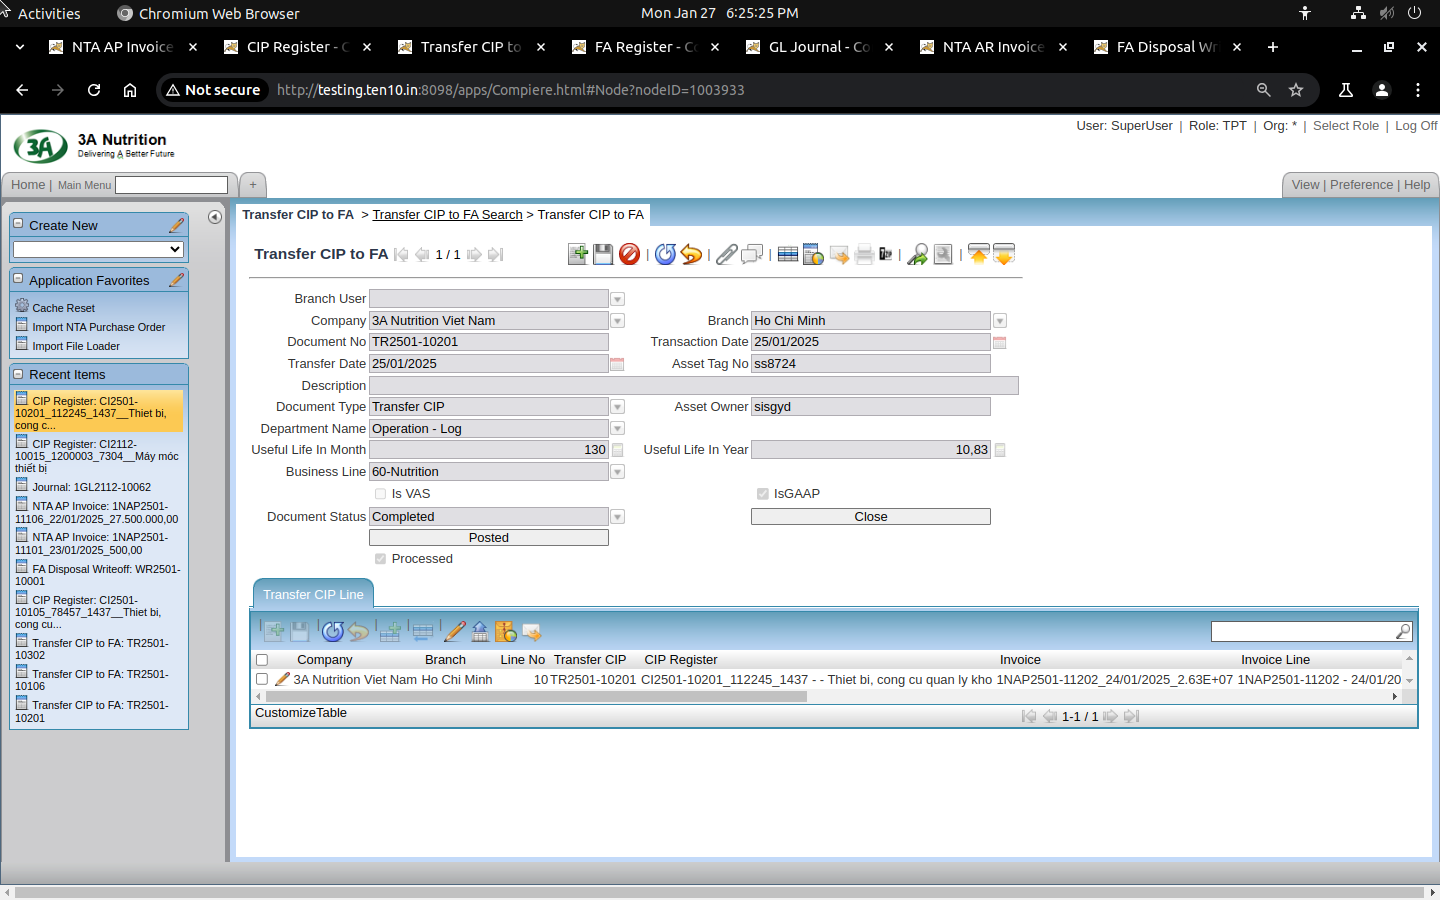 Activities
Chromium Web Browser
Mon Jan 27 6:25:25 PM
NTA AP Invoice
CIP Register - C
Transfer CIP to
FA Register - Co
GL Journal - Co
NTA AR Invoice
FA Disposal Wr
Not secure
http://testing.ten10.in:8098/apps/Compiere.html#Node?nodeID=1003933
User: SuperUser | Role: TPT | Org: * | Select Role | Log Off
3A
3A Nutrition
Delivering A Better Future
Home | Main Menu
+
View | Preference | Help
Create New
Application Favorites
Cache Reset
Import NTA Purchase Order
Import File Loader
Recent Items
CIP Register: CI2501-
10201_112245_1437__Thiet bi,
cong c...
CIP Register: CI2112-
10015_1200003_7304__Máy móc
thiết bị
Journal: 1GL2112-10062
NTA AP Invoice: 1NAP2501-
11106_22/01/2025_27.500.000,00
NTA AP Invoice: 1NAP2501-
11101_23/01/2025_500,00
FA Disposal Writeoff: WR2501-
10001
CIP Register: CI2501-
10105_78457_1437__Thiet bi,
cong cu...
Transfer CIP to FA: TR2501-
10302
Transfer CIP to FA: TR2501-
10106
Transfer CIP to FA: TR2501-
10201
Transfer CIP to FA > Transfer CIP to FA Search > Transfer CIP to FA
Transfer CIP to FA 1 / 1
Branch User
Company 3A Nutrition Viet Nam Branch Ho Chi Minh
Document No TR2501-10201 Transaction Date 25/01/2025
Transfer Date 25/01/2025 Asset Tag No ss8724
Description
Document Type Transfer CIP Asset Owner sisgyd
Department Name Operation - Log
Useful Life In Month 130 Useful Life In Year 10,83
Business Line 60-Nutrition
Is VAS IsGAAP
Document Status Completed Close
Posted
Processed
Transfer CIP Line
Company Branch Line No Transfer CIP CIP Register Invoice Invoice Line
3A Nutrition Viet Nam Ho Chi Minh 10 TR2501-10201 CI2501-10201_112245_1437 - - Thiet bi, cong cu quan ly kho 1NAP2501-11202_24/01/2025_2.63E+07 1NAP2501-11202 - 24/01/20
CustomizeTable
1-1 / 1